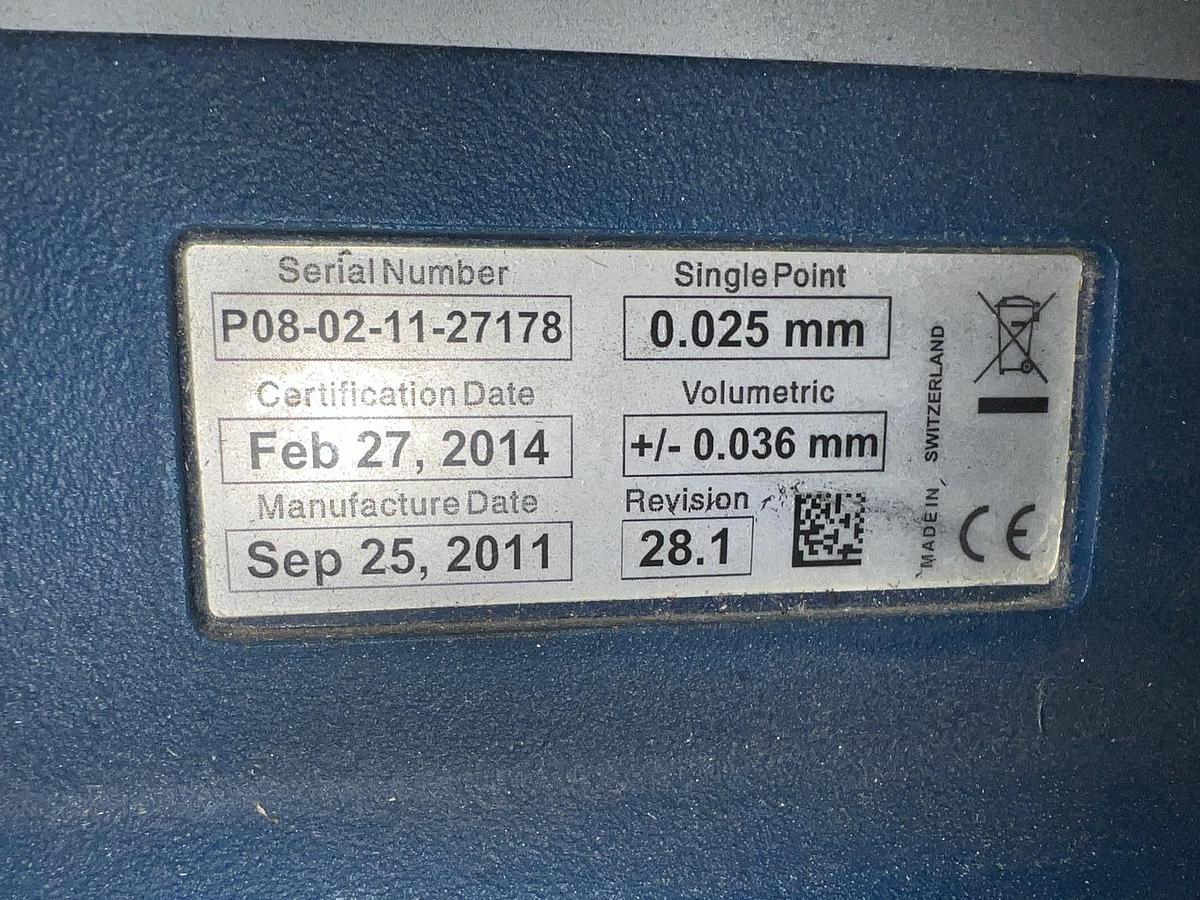 Serial Number
P08-02-11-27178
Certification Date
Feb 27, 2014
Manufacture Date
Sep 25, 2011
Single Point
0.025 mm
Volumetric
+/- 0.036 mm
Revision
28.1
MADE IN SWITZERLAND
CE